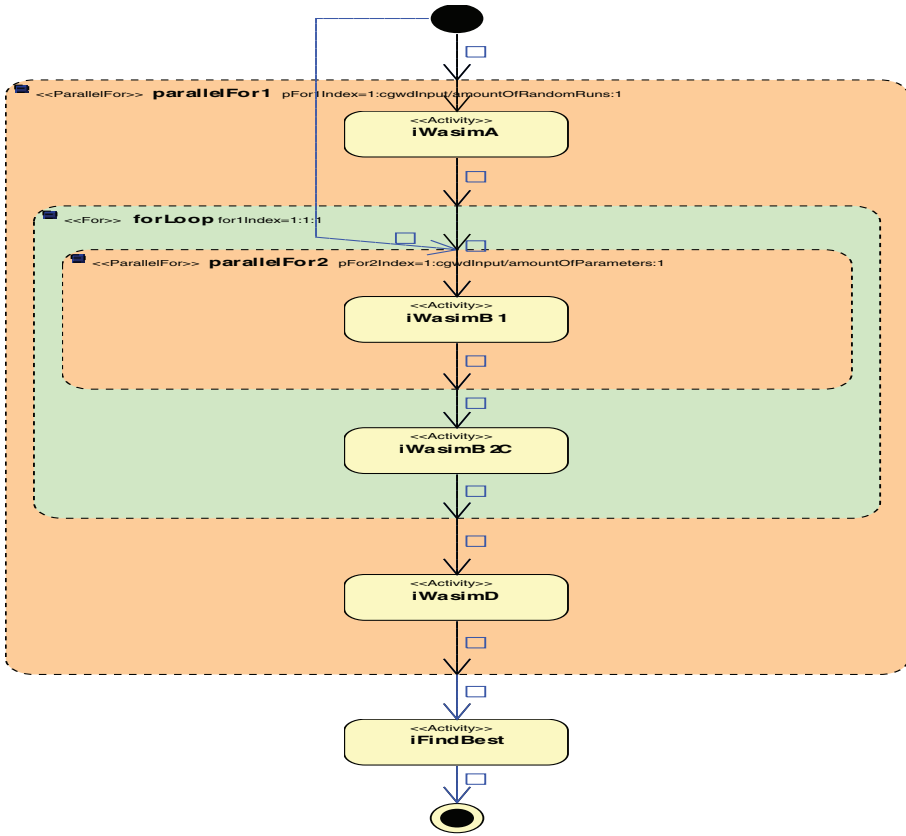 <<ParallelFor>> parallelFor1 pFor1Index=1:cgwdInput/amountOfRandomRuns:1
<<Activity>>
iWasimA
<<For>> forLoop for1Index=1:1:1
<<ParallelFor>> parallelFor2 pFor2Index=1:cgwdInput/amountOfParameters:1
<<Activity>>
iWasimB1
<<Activity>>
iWasimB2C
<<Activity>>
iWasimD
<<Activity>>
iFindBest